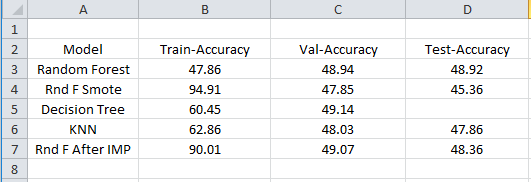 A B C D
1
2 Model Train-Accuracy Val-Accuracy Test-Accuracy
3 Random Forest 47.86 48.94 48.92
4 Rnd F Smote 94.91 47.85 45.36
5 Decision Tree 60.45 49.14
6 KNN 62.86 48.03 47.86
7 Rnd F After IMP 90.01 49.07 48.36
8